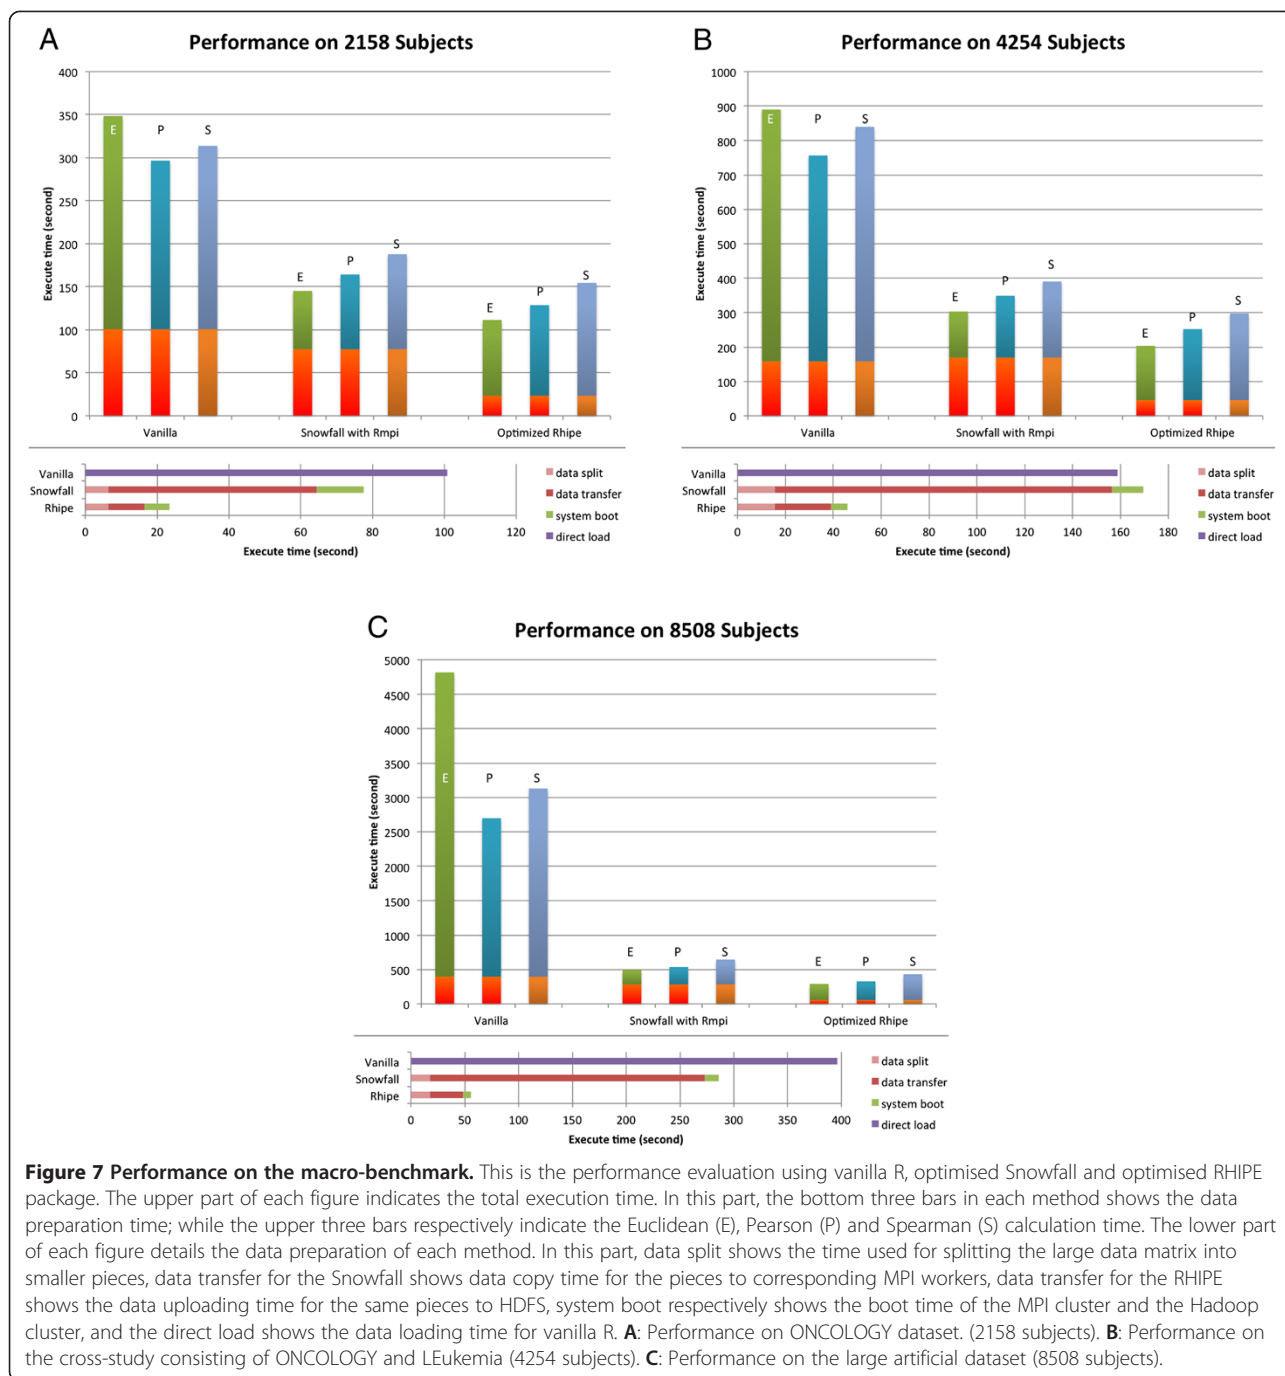 A
Performance on 2158 Subjects
400
350
300
250
200
150
100
50
0
Execute time (second)
E P S
E P S
E P S
Vanilla Snowfall with Rmpi Optimized Rhipe
Vanilla
Snowfall
Rhipe
0 20 40 60 80 100 120
Execute time (second)
data split
data transfer
system boot
direct load
B
Performance on 4254 Subjects
1000
900
800
700
600
500
400
300
200
100
0
Execute time (second)
E P S
E P S
E P S
Vanilla Snowfall with Rmpi Optimized Rhipe
Vanilla
Snowfall
Rhipe
0 20 40 60 80 100 120 140 160 180
Execute time (second)
data split
data transfer
system boot
direct load
C
Performance on 8508 Subjects
5000
4500
4000
3500
3000
2500
2000
1500
1000
500
0
Execute time (second)
E P S
E P S
E P S
Vanilla Snowfall with Rmpi Optimized Rhipe
Vanilla
Snowfall
Rhipe
0 50 100 150 200 250 300 350 400
Execute time (second)
data split
data transfer
system boot
direct load
Figure 7 Performance on the macro-benchmark. This is the performance evaluation using vanilla R, optimised Snowfall and optimised RHIPE
package. The upper part of each figure indicates the total execution time. In this part, the bottom three bars in each method shows the data
preparation time; while the upper three bars respectively indicate the Euclidean (E), Pearson (P) and Spearman (S) calculation time. The lower part
of each figure details the data preparation of each method. In this part, data split shows the time used for splitting the large data matrix into
smaller pieces, data transfer for the Snowfall shows data copy time for the pieces to corresponding MPI workers, data transfer for the RHIPE
shows the data uploading time for the same pieces to HDFS, system boot respectively shows the boot time of the MPI cluster and the Hadoop
cluster, and the direct load shows the data loading time for vanilla R. A: Performance on ONCOLOGY dataset. (2158 subjects). B: Performance on
the cross-study consisting of ONCOLOGY and LEukemia (4254 subjects). C: Performance on the large artificial dataset (8508 subjects).